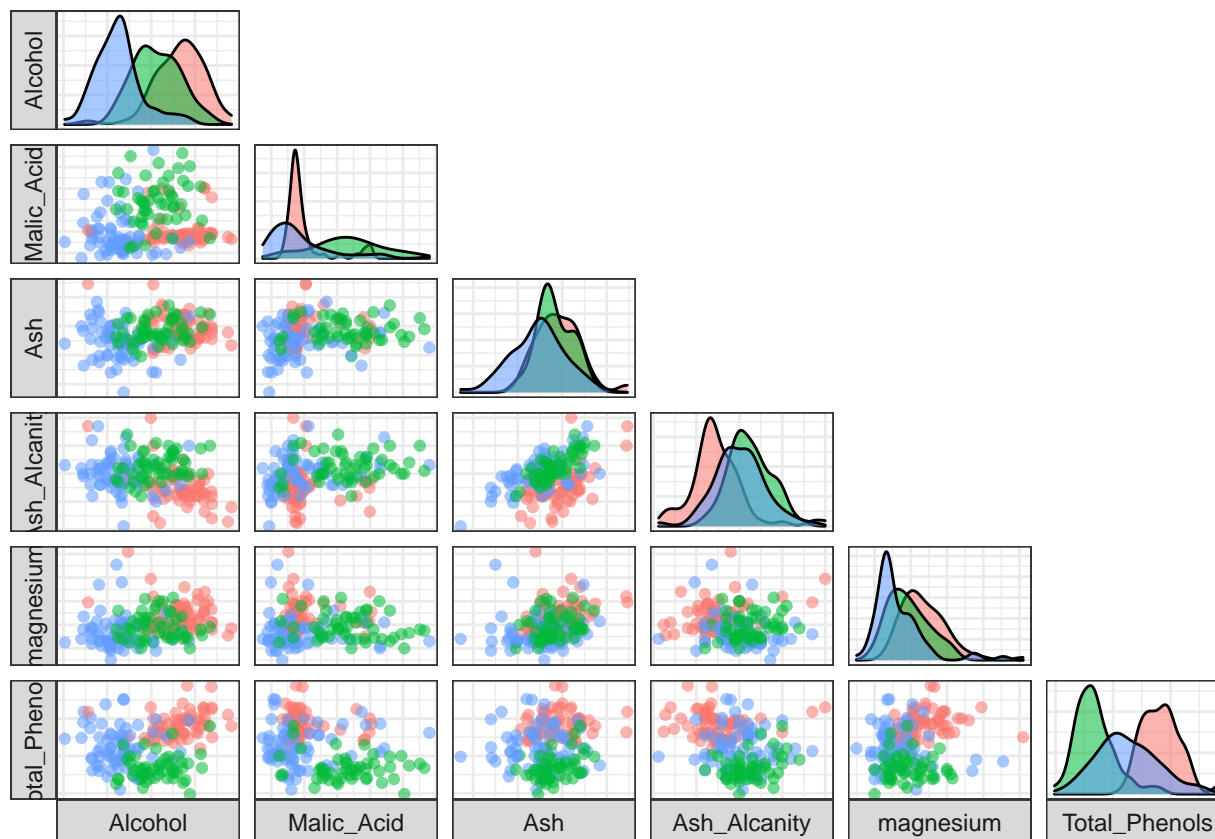 Alcohol
Malic_Acid
Ash
Ash_Alcanit
magnesium
otal_Pheno
Alcohol
Malic_Acid
Ash
Ash_Alcanity
magnesium
Total_Phenols